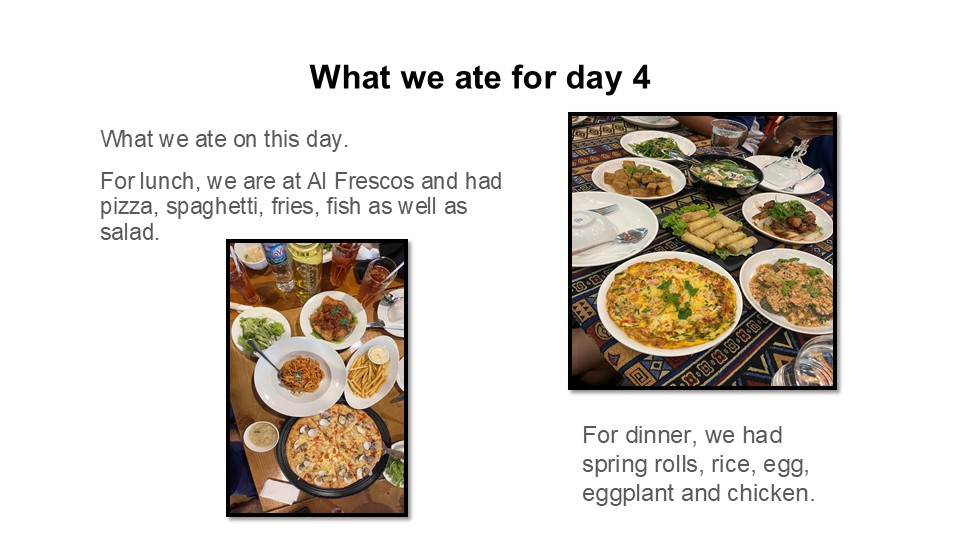 What we ate for day 4
What we ate on this day.
For lunch, we are at Al Frescos and had
pizza, spaghetti, fries, fish as well as
salad.
For dinner, we had
spring rolls, rice, egg,
eggplant and chicken.